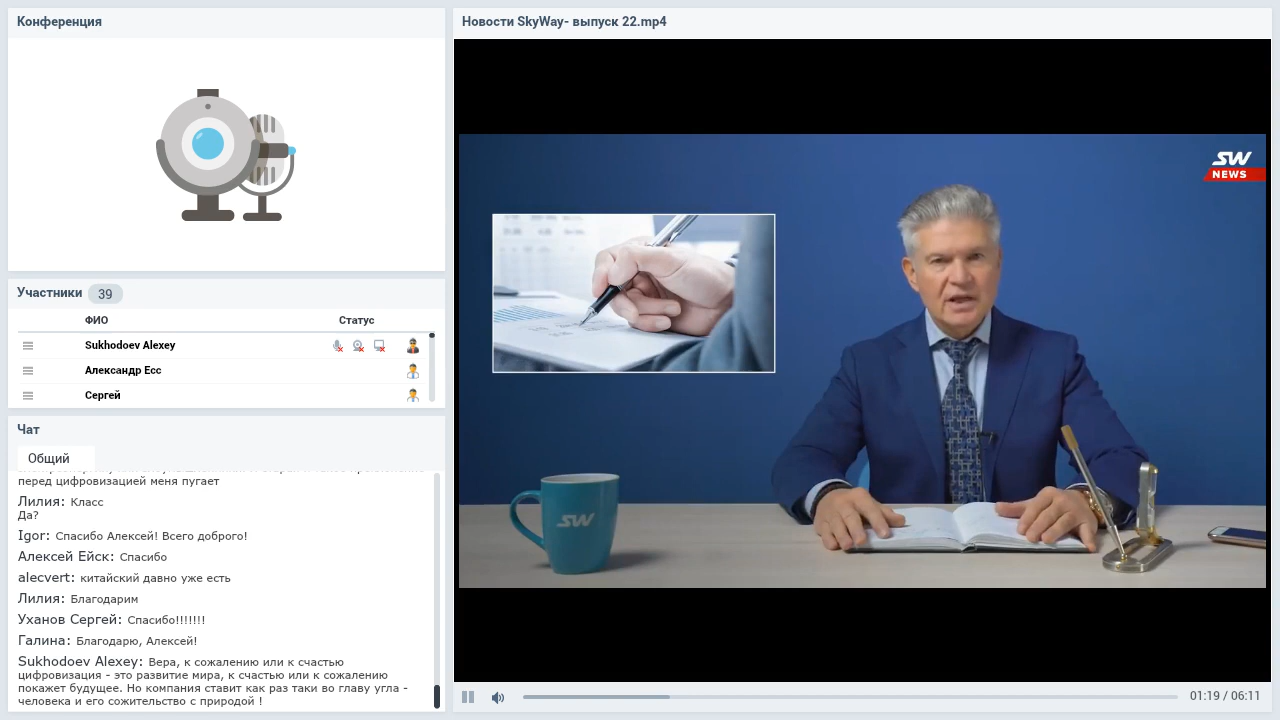 Конференция
Участники 39
ФИО Статус
Sukhodoev Alexey
Александр Есс
Сергей
Чат
Общий
перед цифровизацией меня пугает
Лилия: Класс
Да?
Igor: Спасибо Алексей! Всего доброго!
Алексей Ейск: Спасибо
alecvert: китайский давно уже есть
Лилия: Благодарим
Уханов Сергей: Спасибо!!!!!!!
Галина: Благодарю, Алексей!
Sukhodoev Alexey: Вера, к сожалению или к счастью
цифровизация - это развитие мира, к счастью или к сожалению
покажет будущее. Но компания ставит как раз таки во главу угла -
человека и его сожительство с природой !
Новости SkyWay- выпуск 22.mp4
SW
NEWS
SW
01:19 / 06:11